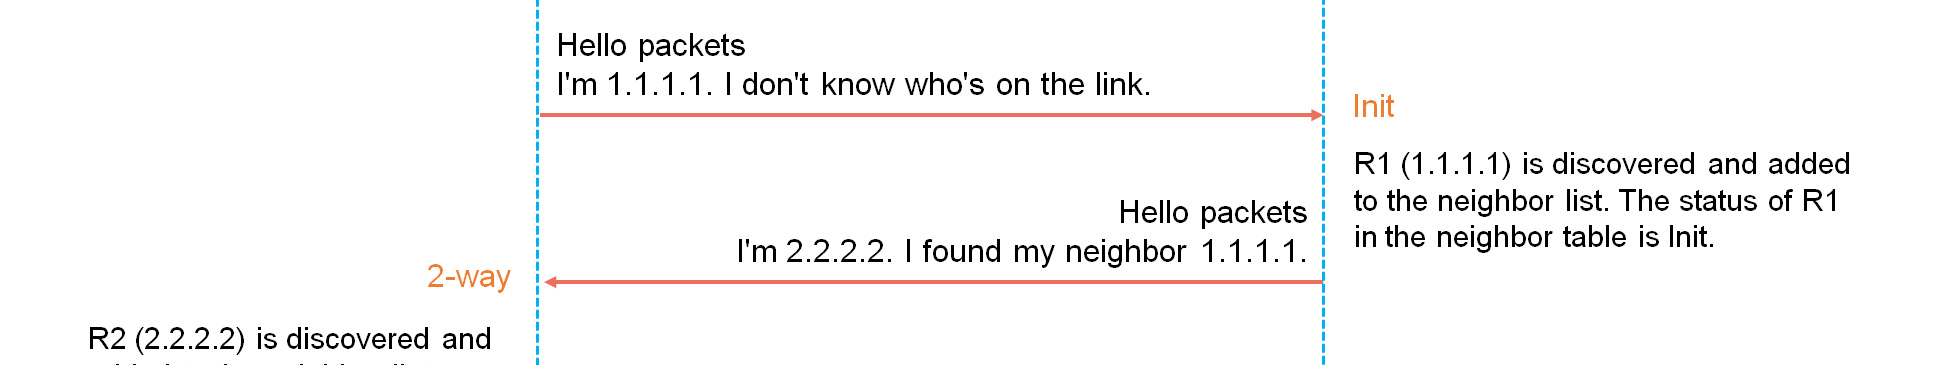 Hello packets
I'm 1.1.1.1. I don't know who's on the link.
Init
R1 (1.1.1.1) is discovered and added
to the neighbor list. The status of R1
in the neighbor table is Init.
Hello packets
I'm 2.2.2.2. I found my neighbor 1.1.1.1.
2-way
R2 (2.2.2.2) is discovered and